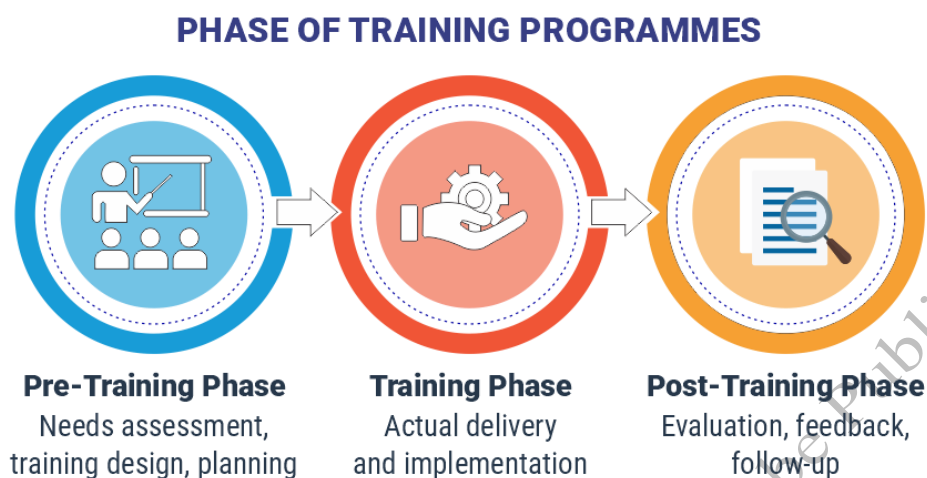 PHASE OF TRAINING PROGRAMMES
Pre-Training Phase
Needs assessment,
training design, planning
Training Phase
Actual delivery
and implementation
Post-Training Phase
Evaluation, feedback,
follow-up